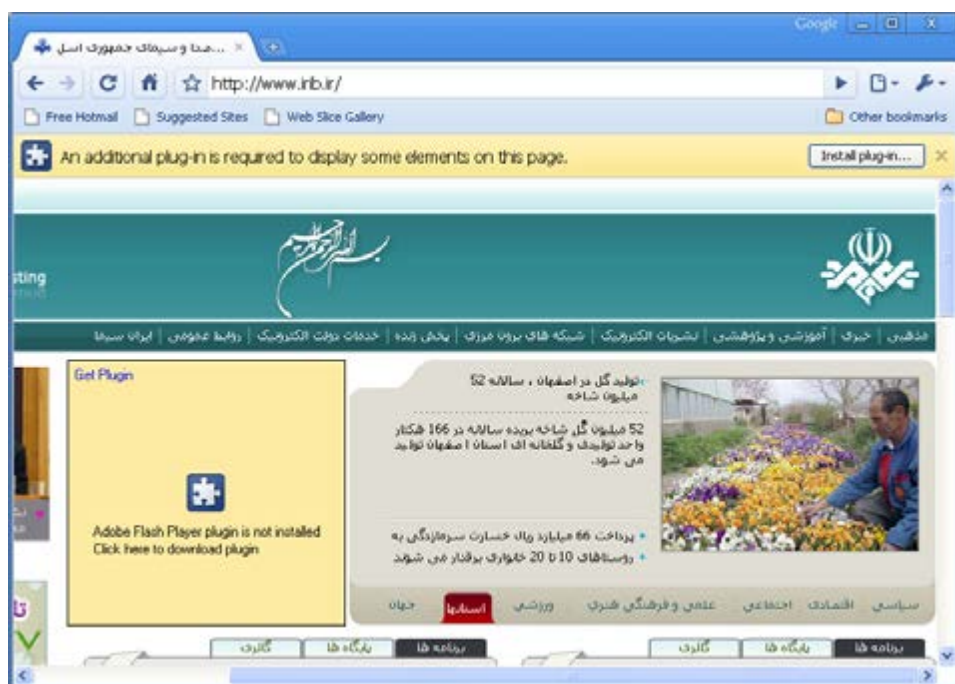 Google
صدا و سیمای جمهوری اسل...
http://www.irib.ir/
Free Hotmail
Suggested Sites
Web Slice Gallery
Other bookmarks
An additional plug-in is required to display some elements on this page.
Install plug-in...
sting
مذهبی | خبری | آموزشی و پژوهشی | نشریات الکترونیک | شبکه های برون مرزی | پخش زنده | خدمات دولت الکترونیک | روابط عمومی | ایران سیما
Get Plugin
Adobe Flash Player plugin is not installed
Click here to download plugin
تولید گل در اصفهان ، سالانه 52
میلیون شاخه
52 میلیون گل شاخه بریده سالانه در 166 هکتار
واحد تولیدی و گلخانه ای استان اصفهان تولید
می شود.
پرداخت 66 میلیارد ریال خسارت سرمازدگی به
روستاهای 10 تا 20 خانواری برقدار می شوند
سیاسی اقتصادی اجتماعی علمی و فرهنگی هنری ورزشی استانها جهان
برنامه ها پایگاه ها گالری
برنامه ها پایگاه ها گالری